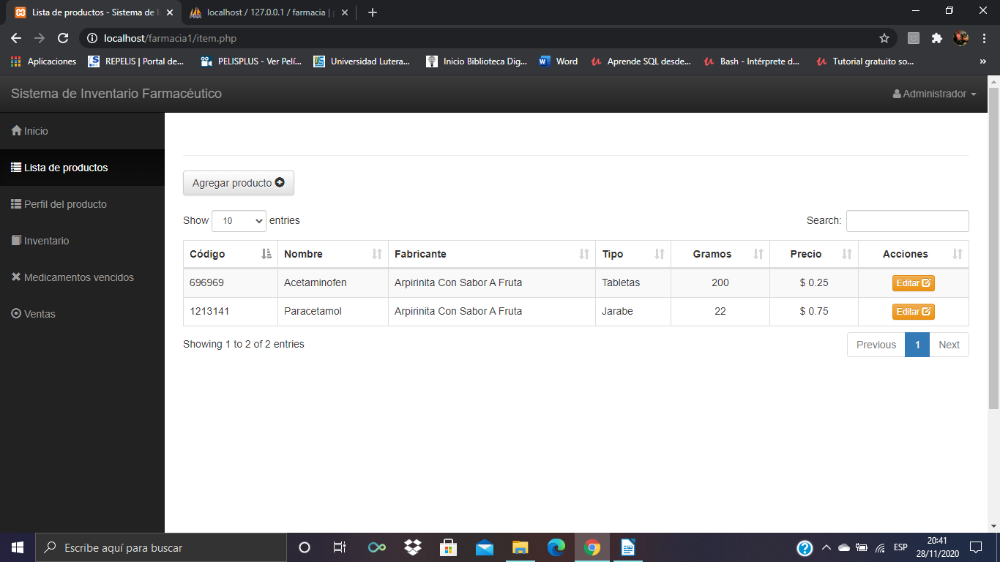 Lista de productos - Sistema de I
localhost / 127.0.0.1 / farmacia | p
localhost/farmacia1/item.php
Aplicaciones
REPELIS | Portal de...
PELISPLUS - Ver Pelí...
Universidad Lutera...
Inicio Biblioteca Dig...
Word
Aprende SQL desde...
Bash - Intérprete d...
Tutorial gratuito so...
»
Sistema de Inventario Farmacéutico
Administrador
Inicio
Lista de productos
Perfil del producto
Inventario
Medicamentos vencidos
Ventas
Agregar producto
Show 10 entries
Search:
Código Nombre Fabricante Tipo Gramos Precio Acciones
696969 Acetaminofen Arpirinita Con Sabor A Fruta Tabletas 200 $ 0.25 Editar
1213141 Paracetamol Arpirinita Con Sabor A Fruta Jarabe 22 $ 0.75 Editar
Showing 1 to 2 of 2 entries
Previous 1 Next
Escribe aquí para buscar
ESP
20:41
28/11/2020